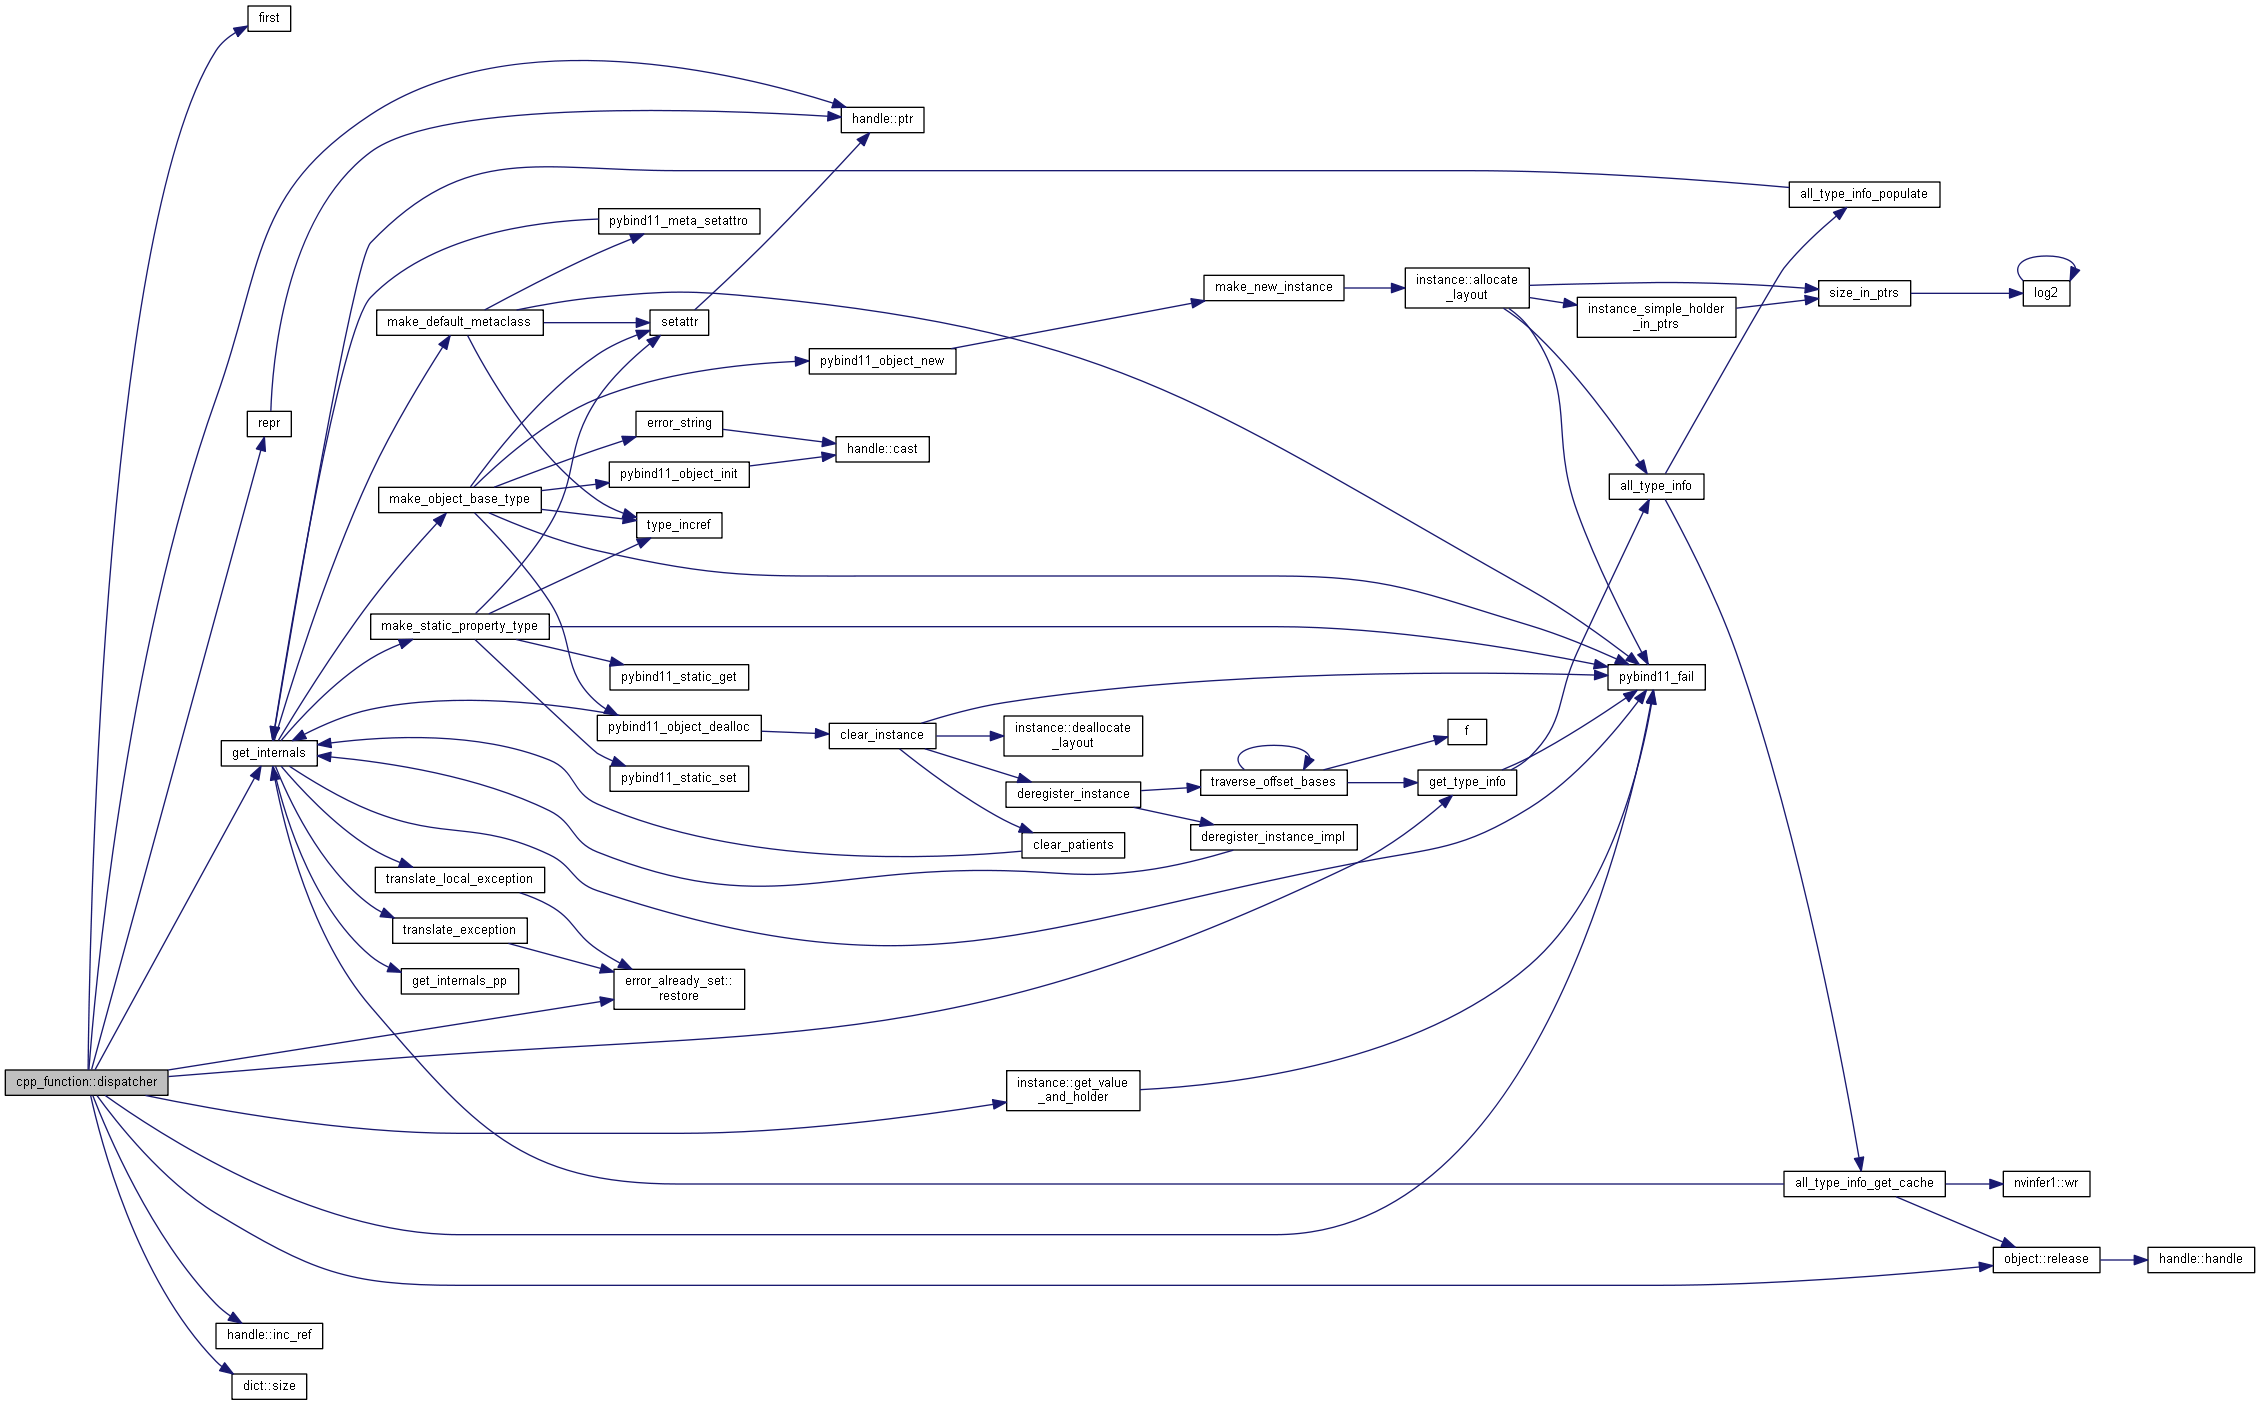 first
handle::ptr
all_type_info_populate
pybind11_meta_setattro
make_new_instance
instance::allocate
_layout
size_in_ptrs
log2
instance_simple_holder
_in_ptrs
make_default_metaclass
setattr
pybind11_object_new
repr
error_string
handle::cast
pybind11_object_init
all_type_info
make_object_base_type
type_incref
make_static_property_type
pybind11_static_get
pybind11_fail
pybind11_object_dealloc
clear_instance
instance::deallocate
_layout
f
get_internals
pybind11_static_set
traverse_offset_bases
get_type_info
deregister_instance
deregister_instance_impl
clear_patients
translate_local_exception
translate_exception
get_internals_pp
error_already_set::
restore
cpp_function::dispatcher
instance::get_value
_and_holder
all_type_info_get_cache
nvinfer1::wr
object::release
handle::handle
handle::inc_ref
dict::size